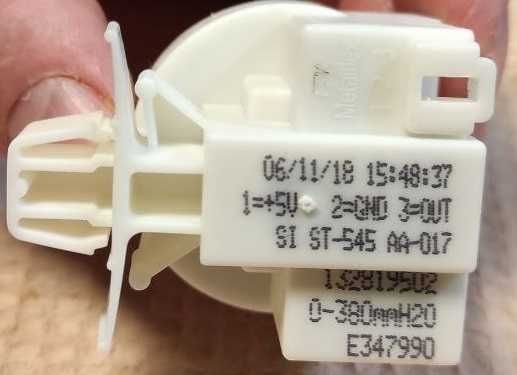 Metalflex
06/11/18 15:48:37
1=+5V 2=GND 3=OUT
SI ST-545 AA-017
132819502
0-380mmH2O
E347990